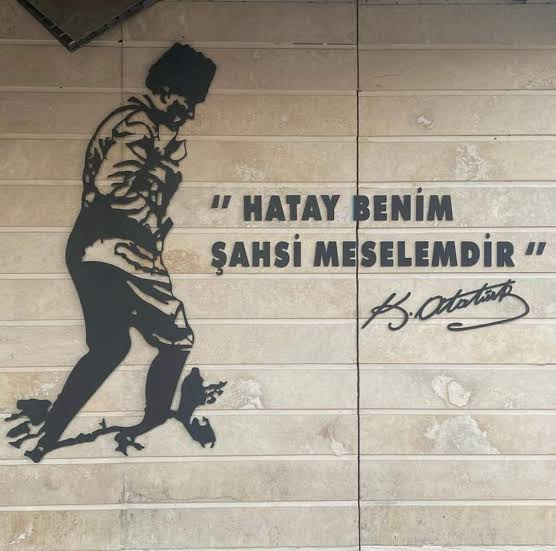 " HATAY BENİM
ŞAHSİ MESELEMDİR "
K. Atatürk